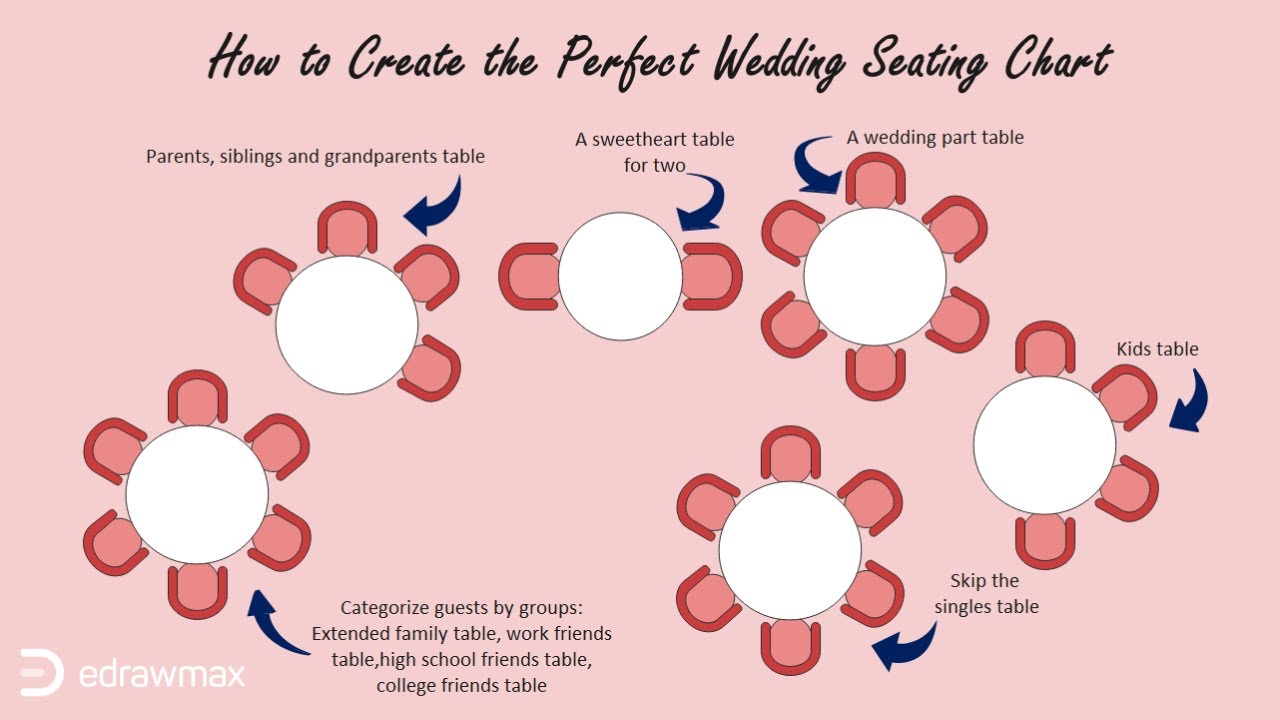 How to Create the Perfect Wedding Seating Chart
Parents, siblings and grandparents table
A sweetheart table
for two
A wedding part table
Kids table
Skip the
singles table
Categorize guests by groups:
Extended family table, work friends
table,high school friends table,
college friends table
edrawmax